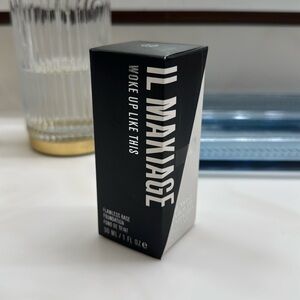 IL MAKIAGE
WOKE UP LIKE THIS
FLAWLESS BASE
FOUNDATION
FOND DE TEINT
30 ML / 1 FL OZ ℮